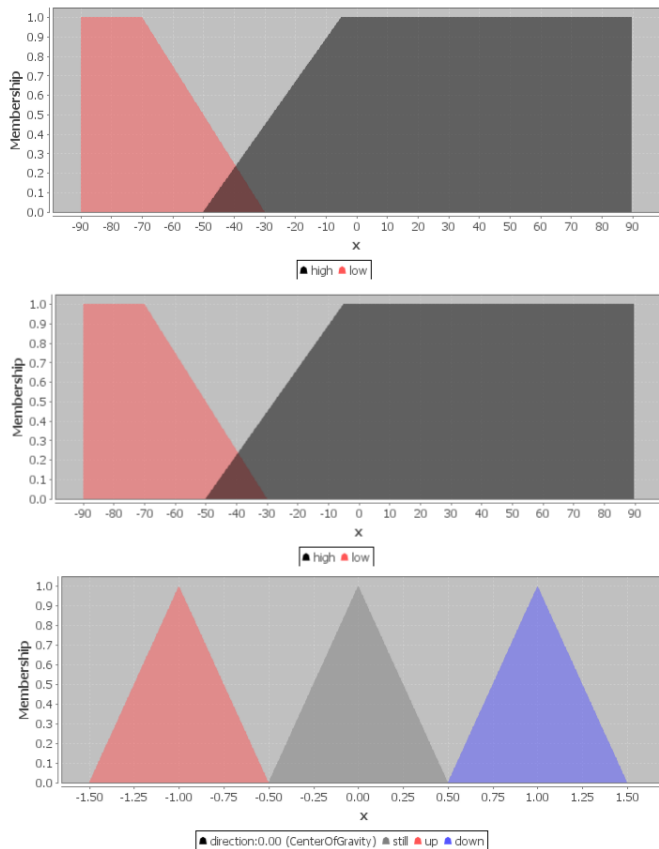 Membership
1.0
0.9
0.8
0.7
0.6
0.5
0.4
0.3
0.2
0.1
0.0
-90 -80 -70 -60 -50 -40 -30 -20 -10 0 10 20 30 40 50 60 70 80 90
x
high low
Membership
1.0
0.9
0.8
0.7
0.6
0.5
0.4
0.3
0.2
0.1
0.0
-90 -80 -70 -60 -50 -40 -30 -20 -10 0 10 20 30 40 50 60 70 80 90
x
high low
Membership
1.0
0.9
0.8
0.7
0.6
0.5
0.4
0.3
0.2
0.1
0.0
-1.50 -1.25 -1.00 -0.75 -0.50 -0.25 0.00 0.25 0.50 0.75 1.00 1.25 1.50
x
direction:0.00 (CenterOfGravity) still up down